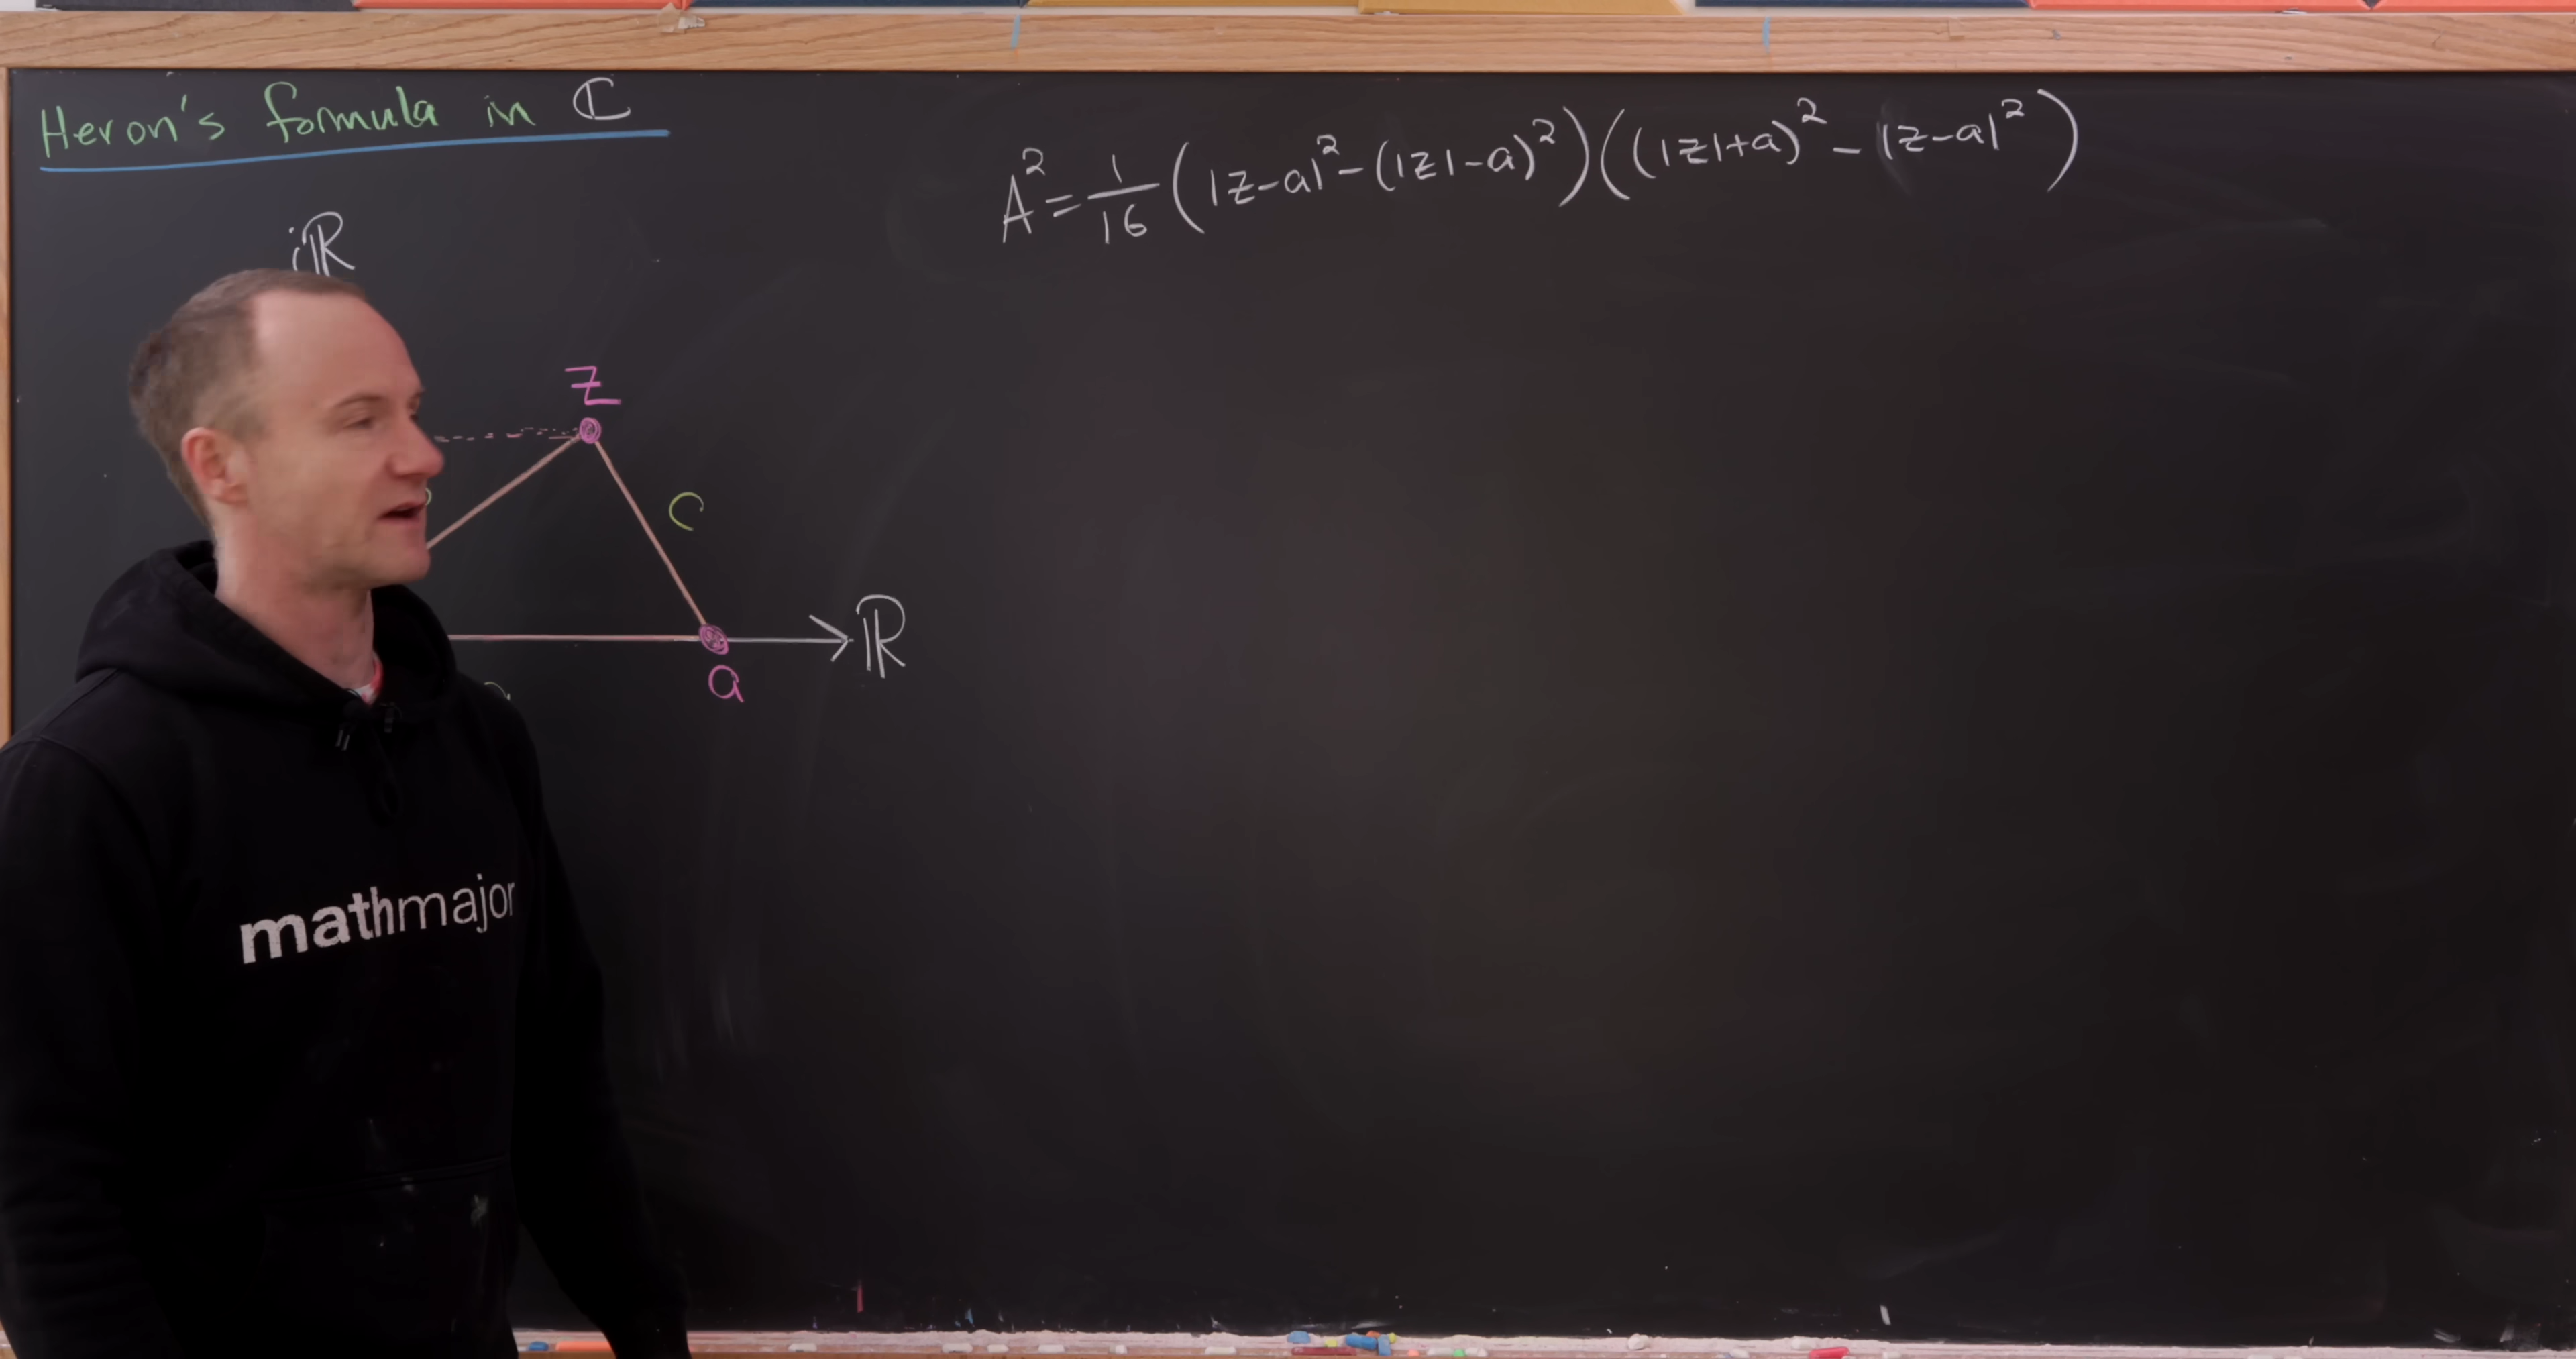 Heron's formula in ℂ
A² = 1/16 (|z-a|² - (|z|-a)²)((|z|+a)² - |z-a|²)
iℝ
z
c
ℝ
a
mathmajor